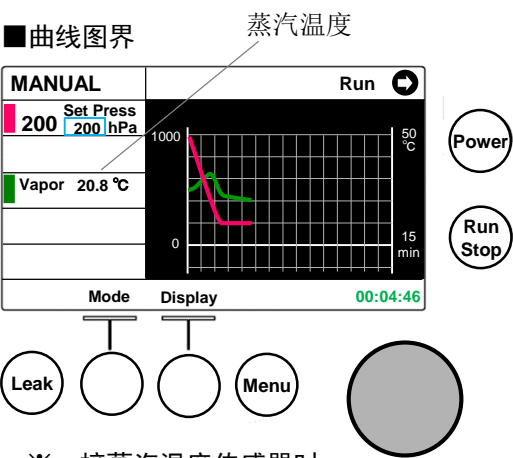 ■曲线图界
蒸汽温度
MANUAL
Run
200
Set Press
200 hPa
Vapor 20.8 ℃
1000
0
50
℃
15
min
Mode
Display
00:04:46
Power
Run
Stop
Leak
Menu